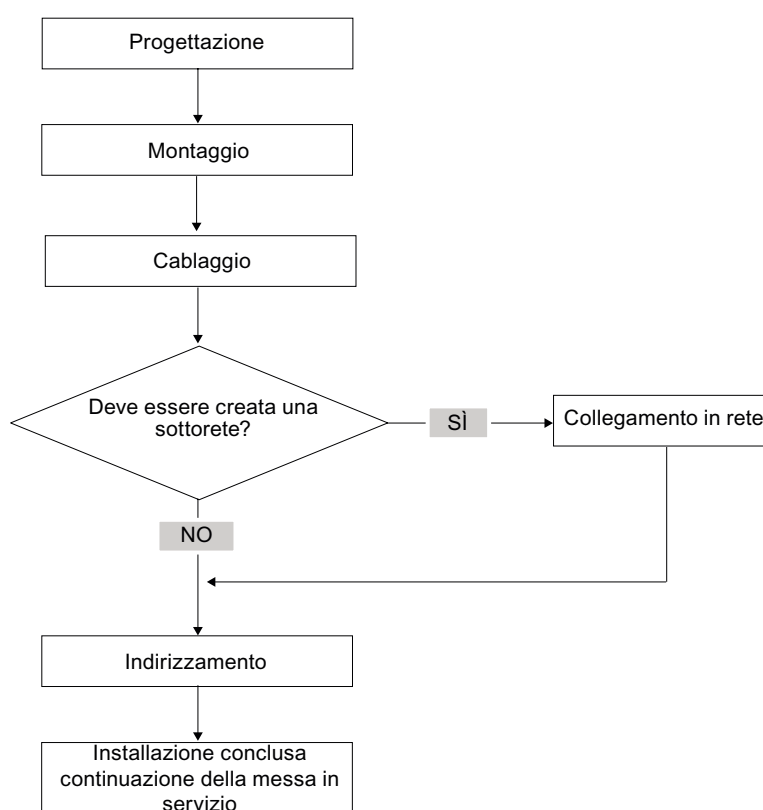 Progettazione
Montaggio
Cablaggio
Deve essere creata una
sottorete?
SÌ
Collegamento in rete
NO
Indirizzamento
Installazione conclusa
continuazione della messa in
servizio